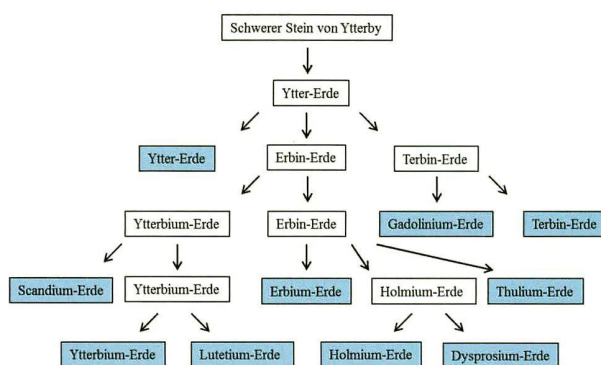 Schwerer Stein von Ytterby
Ytter-Erde
Ytter-Erde
Erbin-Erde
Terbin-Erde
Ytterbium-Erde
Erbin-Erde
Gadolinium-Erde
Terbin-Erde
Scandium-Erde
Ytterbium-Erde
Erbium-Erde
Holmium-Erde
Thulium-Erde
Ytterbium-Erde
Lutetium-Erde
Holmium-Erde
Dysprosium-Erde